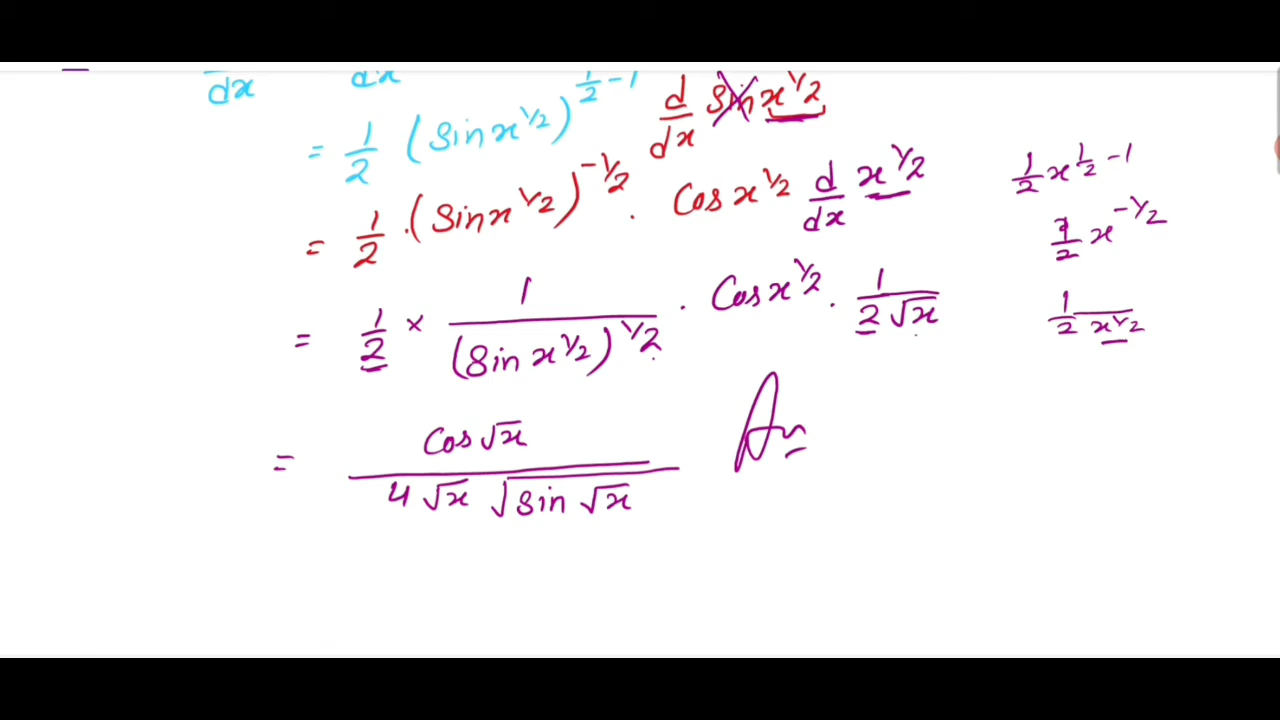 dx dx
= 1/2 (Sin x^1/2)^1/2 - 1 d/dx Sin x^1/2
= 1/2 . (Sin x^1/2)^-1/2 . Cos x^1/2 d/dx x^1/2
= 1/2 × 1/(Sin x^1/2)^1/2 . Cos x^1/2 . 1/2√x
= Cos √x / 4 √x √Sin √x Ans
1/2 x^1/2 - 1
1/2 x^-1/2
1/2 x^1/2